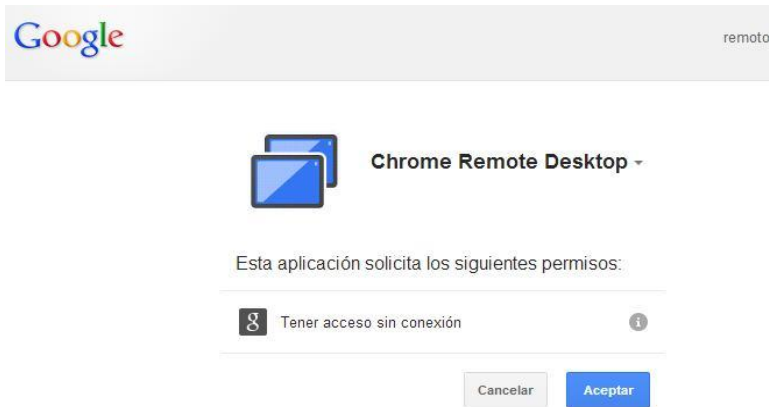 Google
remoto
Chrome Remote Desktop
Esta aplicación solicita los siguientes permisos:
g Tener acceso sin conexión i
Cancelar Aceptar